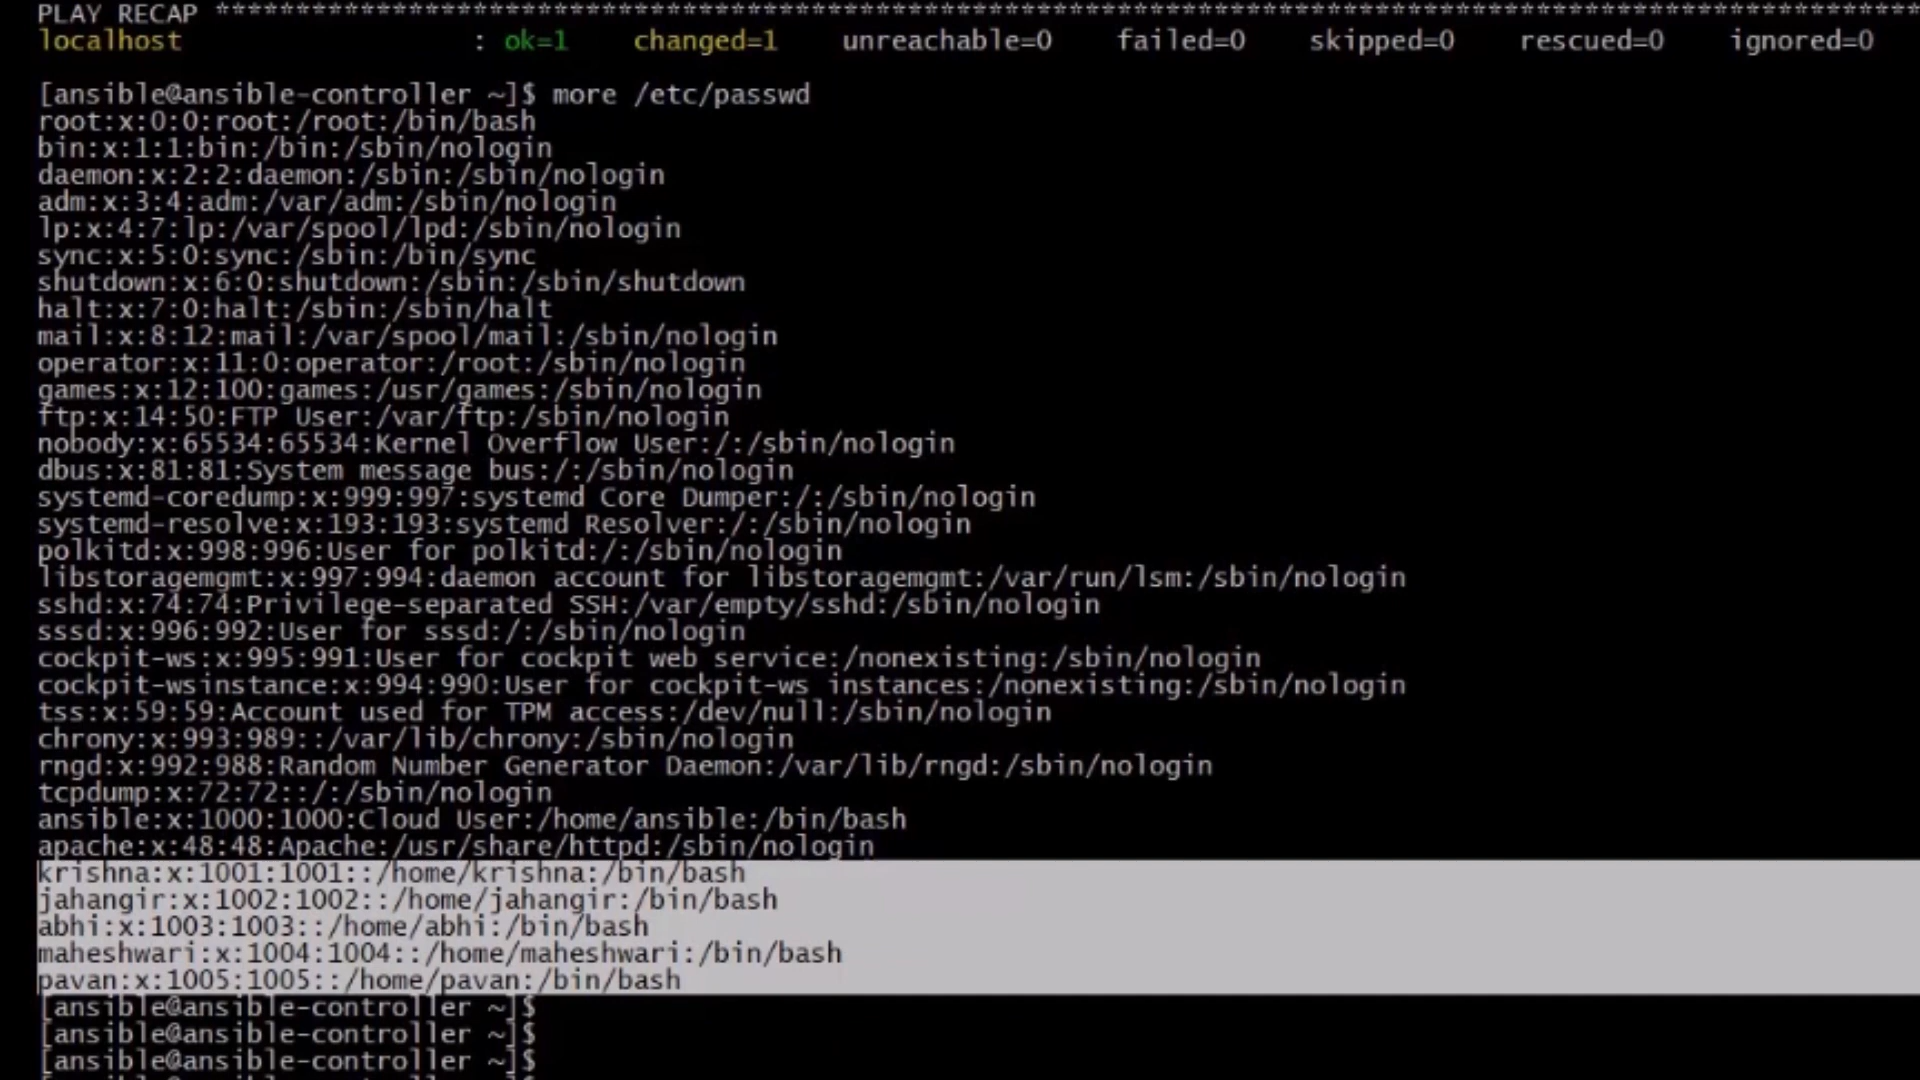 PLAY RECAP *********************************************************************************************************
localhost : ok=1 changed=1 unreachable=0 failed=0 skipped=0 rescued=0 ignored=0
[ansible@ansible-controller ~]$ more /etc/passwd
root:x:0:0:root:/root:/bin/bash
bin:x:1:1:bin:/bin:/sbin/nologin
daemon:x:2:2:daemon:/sbin:/sbin/nologin
adm:x:3:4:adm:/var/adm:/sbin/nologin
lp:x:4:7:lp:/var/spool/lpd:/sbin/nologin
sync:x:5:0:sync:/sbin:/bin/sync
shutdown:x:6:0:shutdown:/sbin:/sbin/shutdown
halt:x:7:0:halt:/sbin:/sbin/halt
mail:x:8:12:mail:/var/spool/mail:/sbin/nologin
operator:x:11:0:operator:/root:/sbin/nologin
games:x:12:100:games:/usr/games:/sbin/nologin
ftp:x:14:50:FTP User:/var/ftp:/sbin/nologin
nobody:x:65534:65534:Kernel Overflow User:/:/sbin/nologin
dbus:x:81:81:System message bus:/:/sbin/nologin
systemd-coredump:x:999:997:systemd Core Dumper:/:/sbin/nologin
systemd-resolve:x:193:193:systemd Resolver:/:/sbin/nologin
polkitd:x:998:996:User for polkitd:/:/sbin/nologin
libstoragemgmt:x:997:994:daemon account for libstoragemgmt:/var/run/lsm:/sbin/nologin
sshd:x:74:74:Privilege-separated SSH:/var/empty/sshd:/sbin/nologin
sssd:x:996:992:User for sssd:/:/sbin/nologin
cockpit-ws:x:995:991:User for cockpit web service:/nonexisting:/sbin/nologin
cockpit-wsinstance:x:994:990:User for cockpit-ws instances:/nonexisting:/sbin/nologin
tss:x:59:59:Account used for TPM access:/dev/null:/sbin/nologin
chrony:x:993:989::/var/lib/chrony:/sbin/nologin
rngd:x:992:988:Random Number Generator Daemon:/var/lib/rngd:/sbin/nologin
tcpdump:x:72:72::/:/sbin/nologin
ansible:x:1000:1000:Cloud User:/home/ansible:/bin/bash
apache:x:48:48:Apache:/usr/share/httpd:/sbin/nologin
krishna:x:1001:1001::/home/krishna:/bin/bash
jahangir:x:1002:1002::/home/jahangir:/bin/bash
abhi:x:1003:1003::/home/abhi:/bin/bash
maheshwari:x:1004:1004::/home/maheshwari:/bin/bash
pavan:x:1005:1005::/home/pavan:/bin/bash
[ansible@ansible-controller ~]$
[ansible@ansible-controller ~]$
[ansible@ansible-controller ~]$